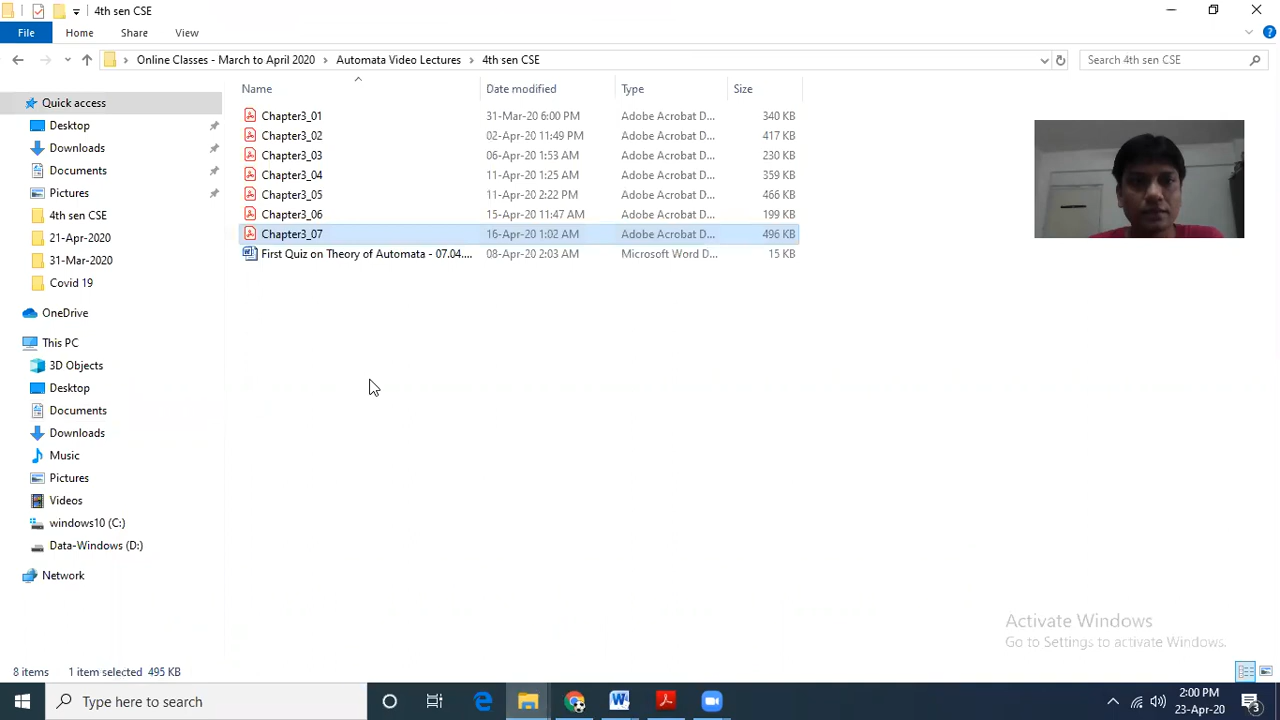 4th sen CSE
File Home Share View
Online Classes - March to April 2020 Automata Video Lectures 4th sen CSE Search 4th sen CSE
Name Date modified Type Size
Quick access
Desktop
Downloads
Documents
Pictures
4th sen CSE
21-Apr-2020
31-Mar-2020
Covid 19
OneDrive
This PC
3D Objects
Desktop
Documents
Downloads
Music
Pictures
Videos
windows10 (C:)
Data-Windows (D:)
Network
Chapter3_01 31-Mar-20 6:00 PM Adobe Acrobat D... 340 KB
Chapter3_02 02-Apr-20 11:49 PM Adobe Acrobat D... 417 KB
Chapter3_03 06-Apr-20 1:53 AM Adobe Acrobat D... 230 KB
Chapter3_04 11-Apr-20 1:25 AM Adobe Acrobat D... 359 KB
Chapter3_05 11-Apr-20 2:22 PM Adobe Acrobat D... 466 KB
Chapter3_06 15-Apr-20 11:47 AM Adobe Acrobat D... 199 KB
Chapter3_07 16-Apr-20 1:02 AM Adobe Acrobat D... 496 KB
First Quiz on Theory of Automata - 07.04.... 08-Apr-20 2:03 AM Microsoft Word D... 15 KB
Activate Windows
Go to Settings to activate Windows.
8 items 1 item selected 495 KB
Type here to search
2:00 PM
23-Apr-20
3